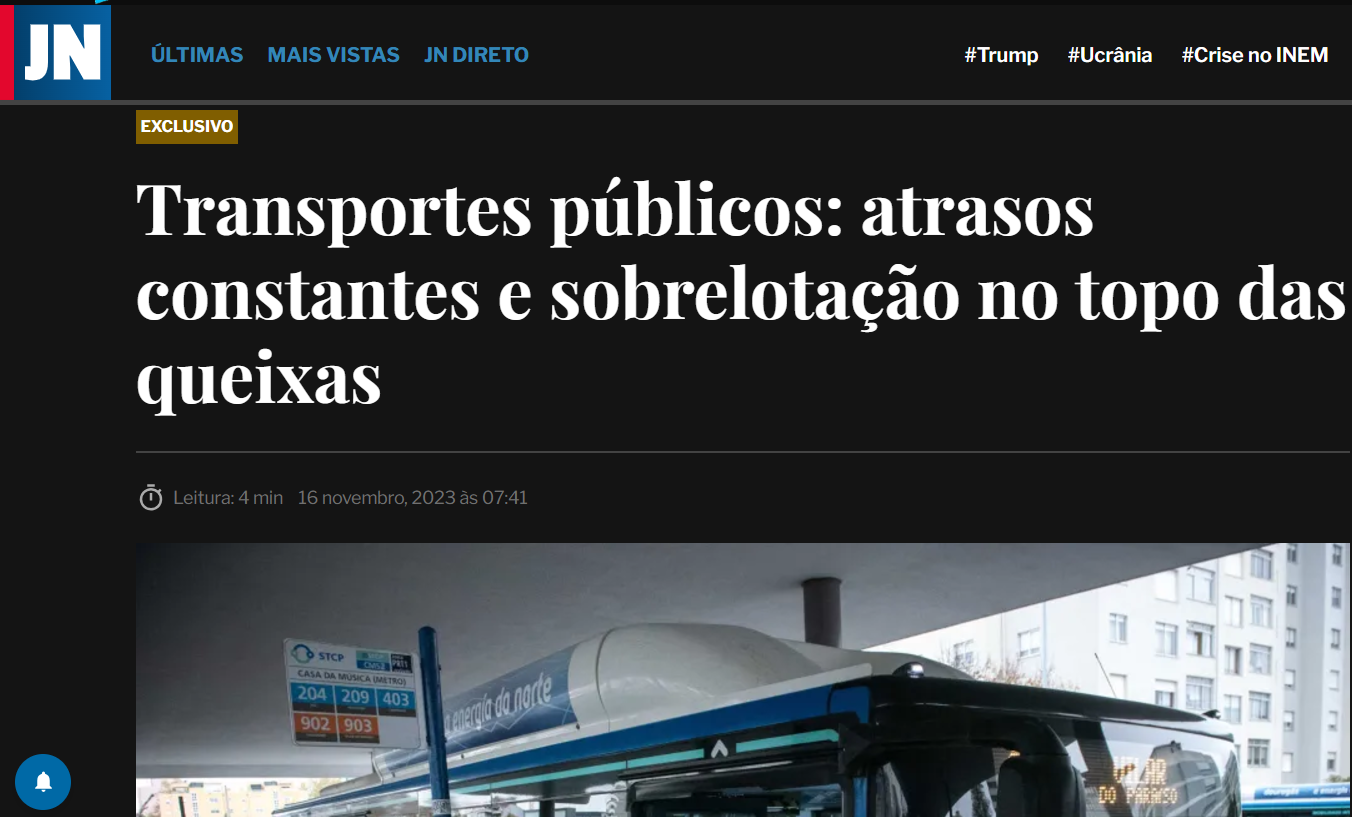 JN
ÚLTIMAS MAIS VISTAS JN DIRETO #Trump #Ucrânia #Crise no INEM
EXCLUSIVO
Transportes públicos: atrasos
constantes e sobrelotação no topo das
queixas
Leitura: 4 min 16 novembro, 2023 às 07:41
STCP
CASA DA MÚSICA (METRO)
204 209 403
902 903
energia do norte
DO PARAISO